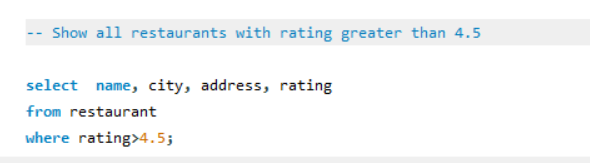 -- Show all restaurants with rating greater than 4.5
select  name, city, address, rating
from restaurant
where rating>4.5;